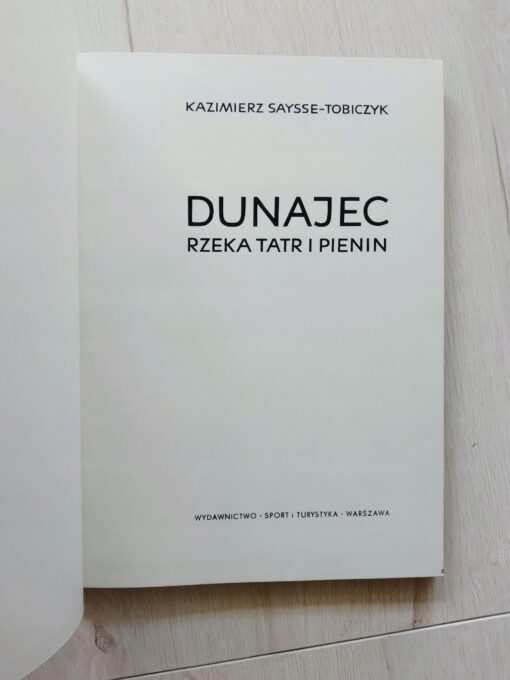 KAZIMIERZ SAYSSE-TOBICZYK
DUNAJEC
RZEKA TATR I PIENIN
WYDAWNICTWO · SPORT i TURYSTYKA · WARSZAWA